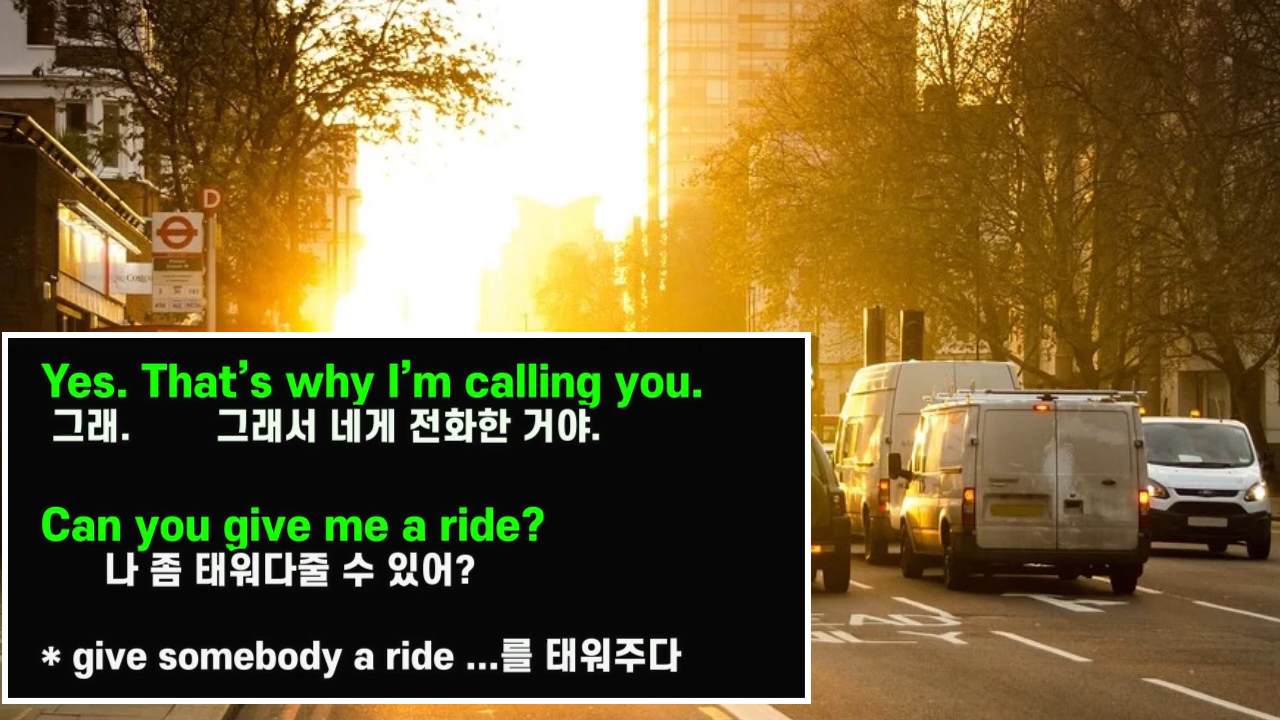 D
Yes. That's why I'm calling you.
그래. 그래서 네게 전화한 거야.
Can you give me a ride?
나 좀 태워다줄 수 있어?
* give somebody a ride ...를 태워주다